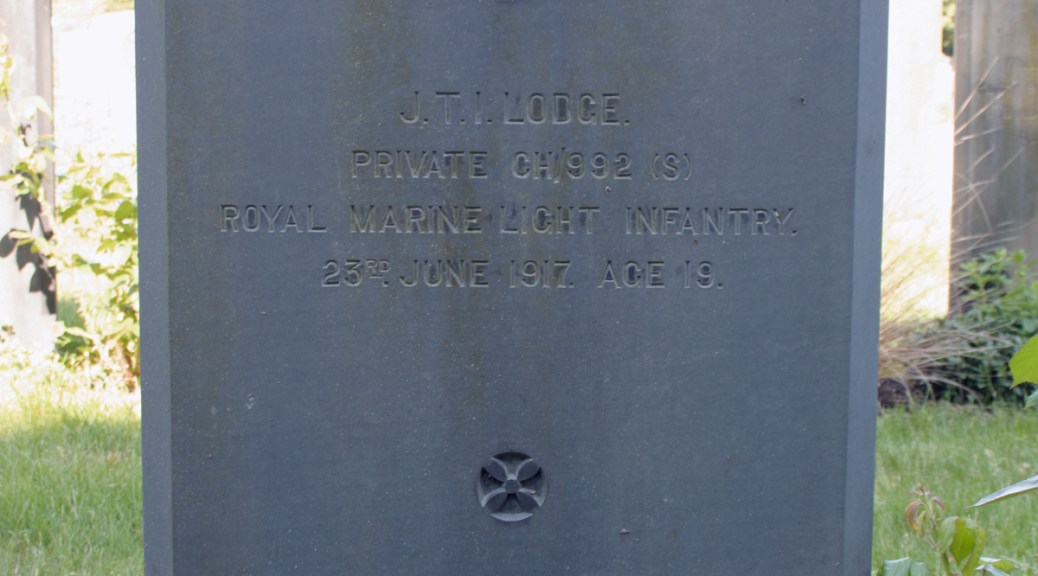 J.T.I. LODGE.
PRIVATE CH/992 (S)
ROYAL MARINE LIGHT INFANTRY.
23RD. JUNE 1917. AGE 19.